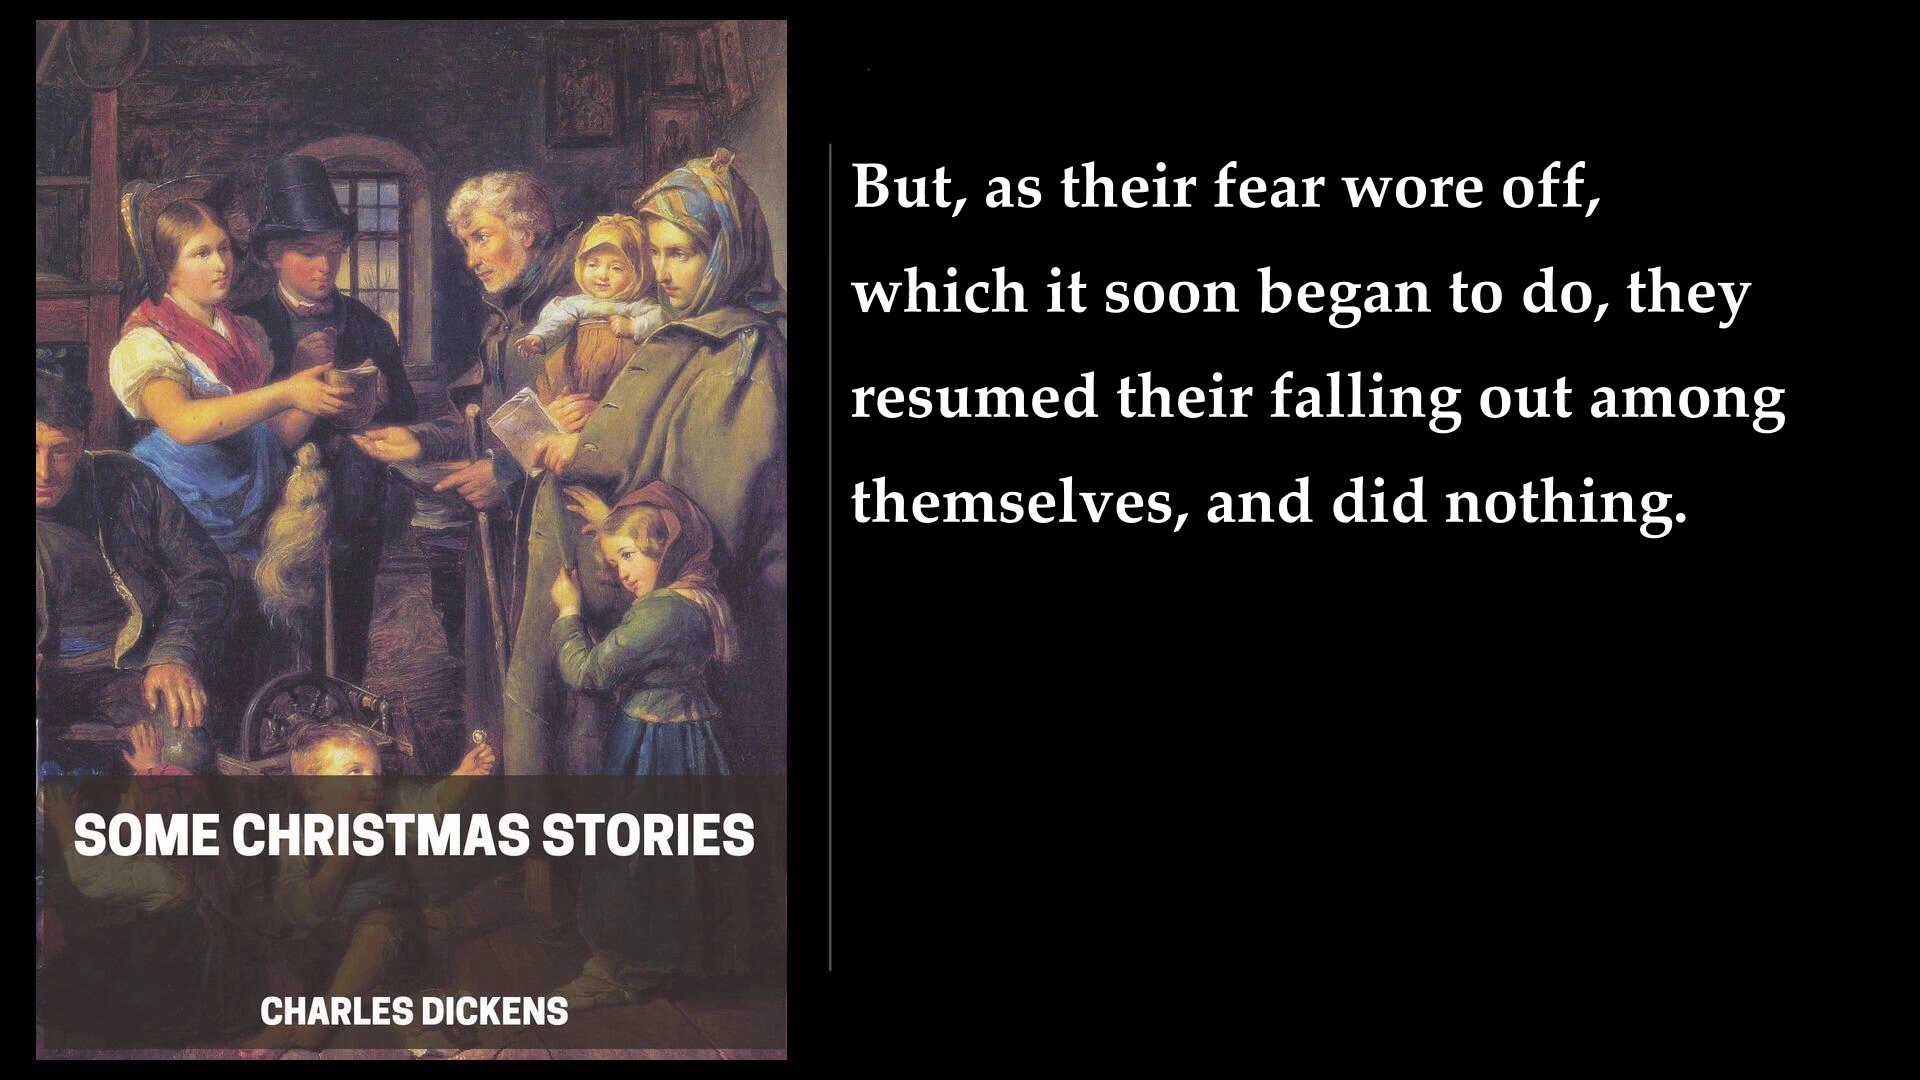 SOME CHRISTMAS STORIES
CHARLES DICKENS
But, as their fear wore off,
which it soon began to do, they
resumed their falling out among
themselves, and did nothing.